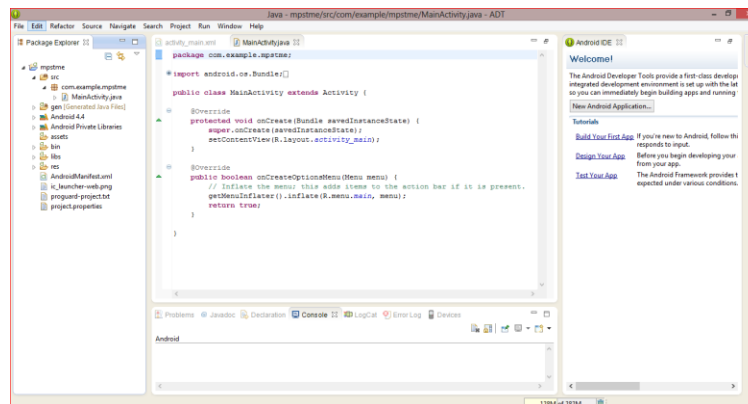 Java - mpstme/src/com/example/mpstme/MainActivity.java - ADT
File Edit Refactor Source Navigate Search Project Run Window Help
Package Explorer
mpstme
src
com.example.mpstme
MainActivity.java
gen [Generated Java Files]
Android 4.4
Android Private Libraries
assets
bin
libs
res
AndroidManifest.xml
ic_launcher-web.png
proguard-project.txt
project.properties
activity_main.xml MainActivity.java
package com.example.mpstme;
import android.os.Bundle;
public class MainActivity extends Activity {
@Override
protected void onCreate(Bundle savedInstanceState) {
super.onCreate(savedInstanceState);
setContentView(R.layout.activity_main);
}
@Override
public boolean onCreateOptionsMenu(Menu menu) {
// Inflate the menu; this adds items to the action bar if it is present.
getMenuInflater().inflate(R.menu.main, menu);
return true;
}
}
Problems Javadoc Declaration Console LogCat Error Log Devices
Android
Android IDE
Welcome!
The Android Developer Tools provide a first-class develop
integrated development environment is set up with the lat
so you can immediately begin building apps and running
New Android Application...
Tutorials
Build Your First App If you're new to Android, follow thi
responds to input.
Design Your App Before you begin developing your
from your app.
Test Your App The Android Framework provides t
expected under various conditions.